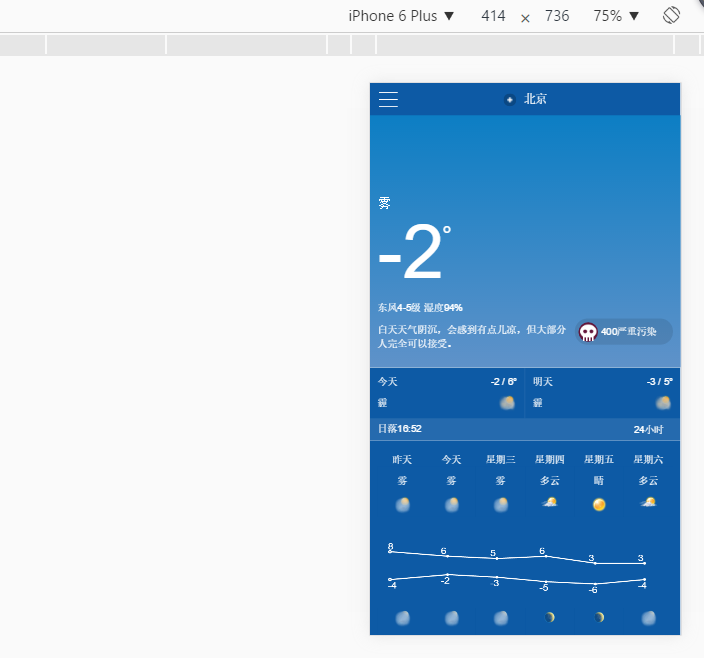 iPhone 6 Plus ▼ 414 × 736 75% ▼
北京
雾
-2°
东风4-5级 湿度94%
白天天气阴沉，会感到有点儿凉，但大部分
人完全可以接受。
400严重污染
今天 -2 / 6° 明天 -3 / 5°
霾 霾
日落16:52 24小时
昨天 今天 星期三 星期四 星期五 星期六
雾 雾 雾 多云 晴 多云
8 6 5 6 3 3
-4 -2 -3 -5 -6 -4